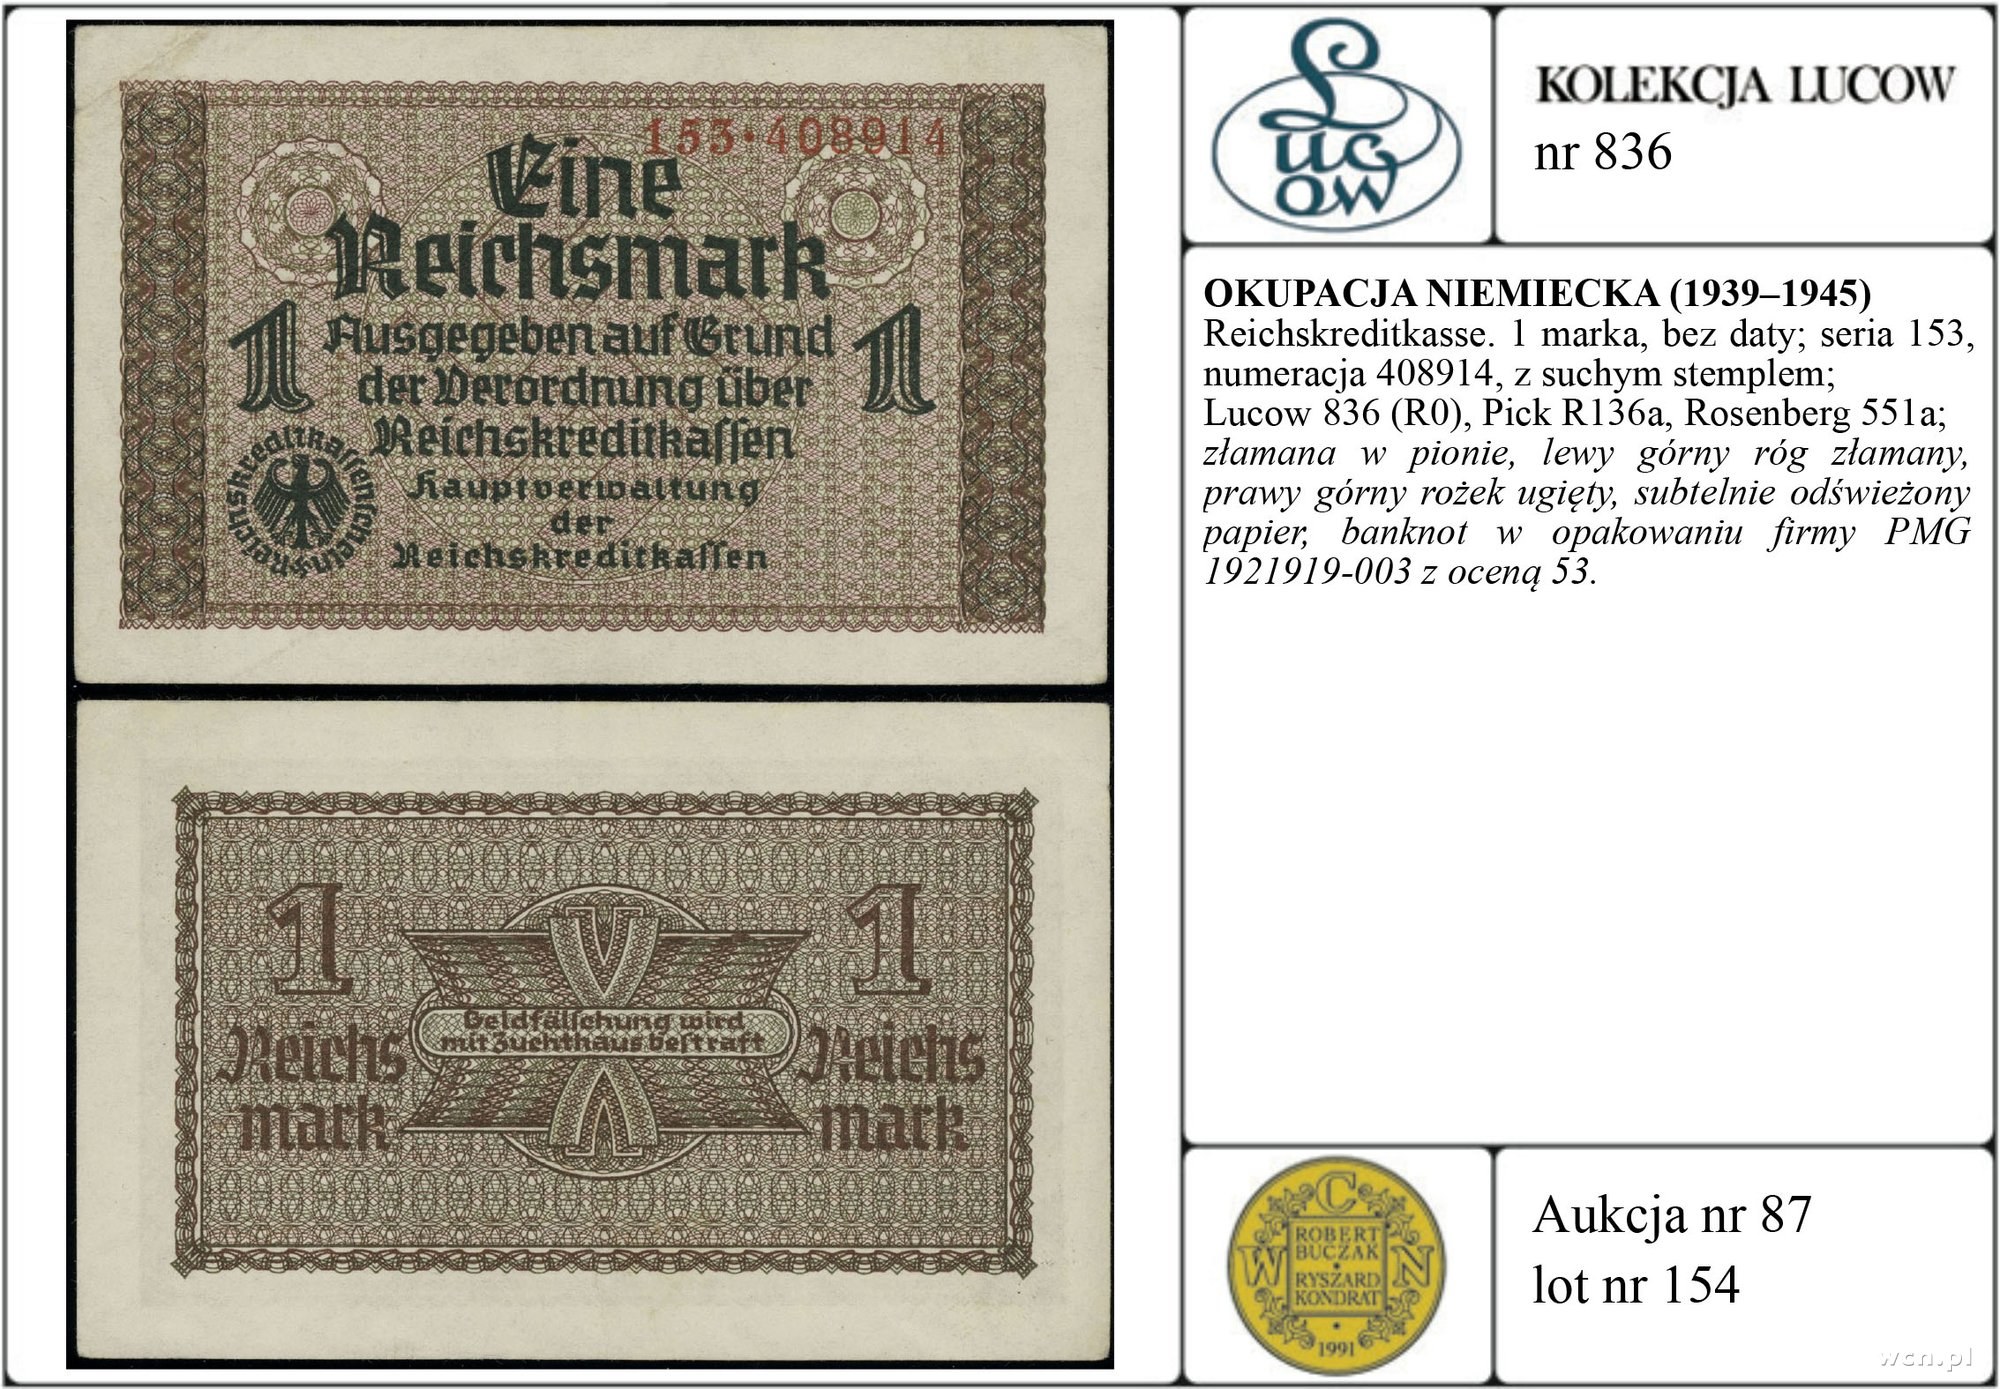 153·408914
Eine
Reichsmark
1 Ausgegeben auf Grund 1
der Verordnung über
Reichskreditkassen
Hauptverwaltung
der
Reichskreditkassen
Reichskreditkassenschein
1 1
Geldfälschung wird
mit Zuchthaus bestraft
Reichs Reichs
mark mark
Lucow
KOLEKCJA LUCOW
nr 836
OKUPACJA NIEMIECKA (1939–1945)
Reichskreditkasse. 1 marka, bez daty; seria 153,
numeracja 408914, z suchym stemplem;
Lucow 836 (R0), Pick R136a, Rosenberg 551a;
złamana w pionie, lewy górny róg złamany,
prawy górny rożek ugięty, subtelnie odświeżony
papier, banknot w opakowaniu firmy PMG
1921919-003 z oceną 53.
W C N
ROBERT
BUCZAK
RYSZARD
KONDRAT
1991
Aukcja nr 87
lot nr 154
wcn.pl